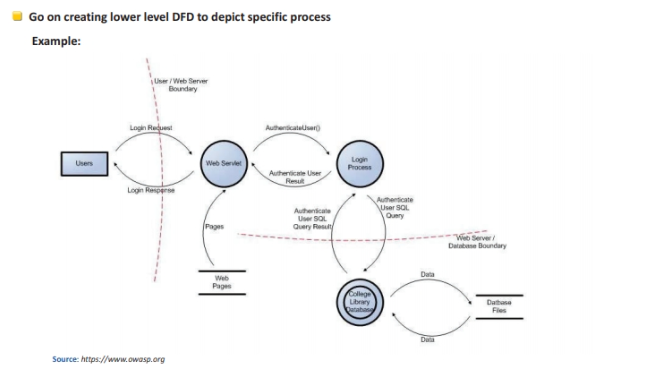 Go on creating lower level DFD to depict specific process
Example:
User / Web Server
Boundary
Login Request
AuthenticateUser()
Users
Web Servlet
Login
Process
Authenticate User
Result
Login Response
Authenticate
User SQL
Query Result
Authenticate
User SQL
Query
Pages
Web Server /
Database Boundary
Web
Pages
Data
College
Library
Database
Datbase
Files
Data
Source: https://www.owasp.org